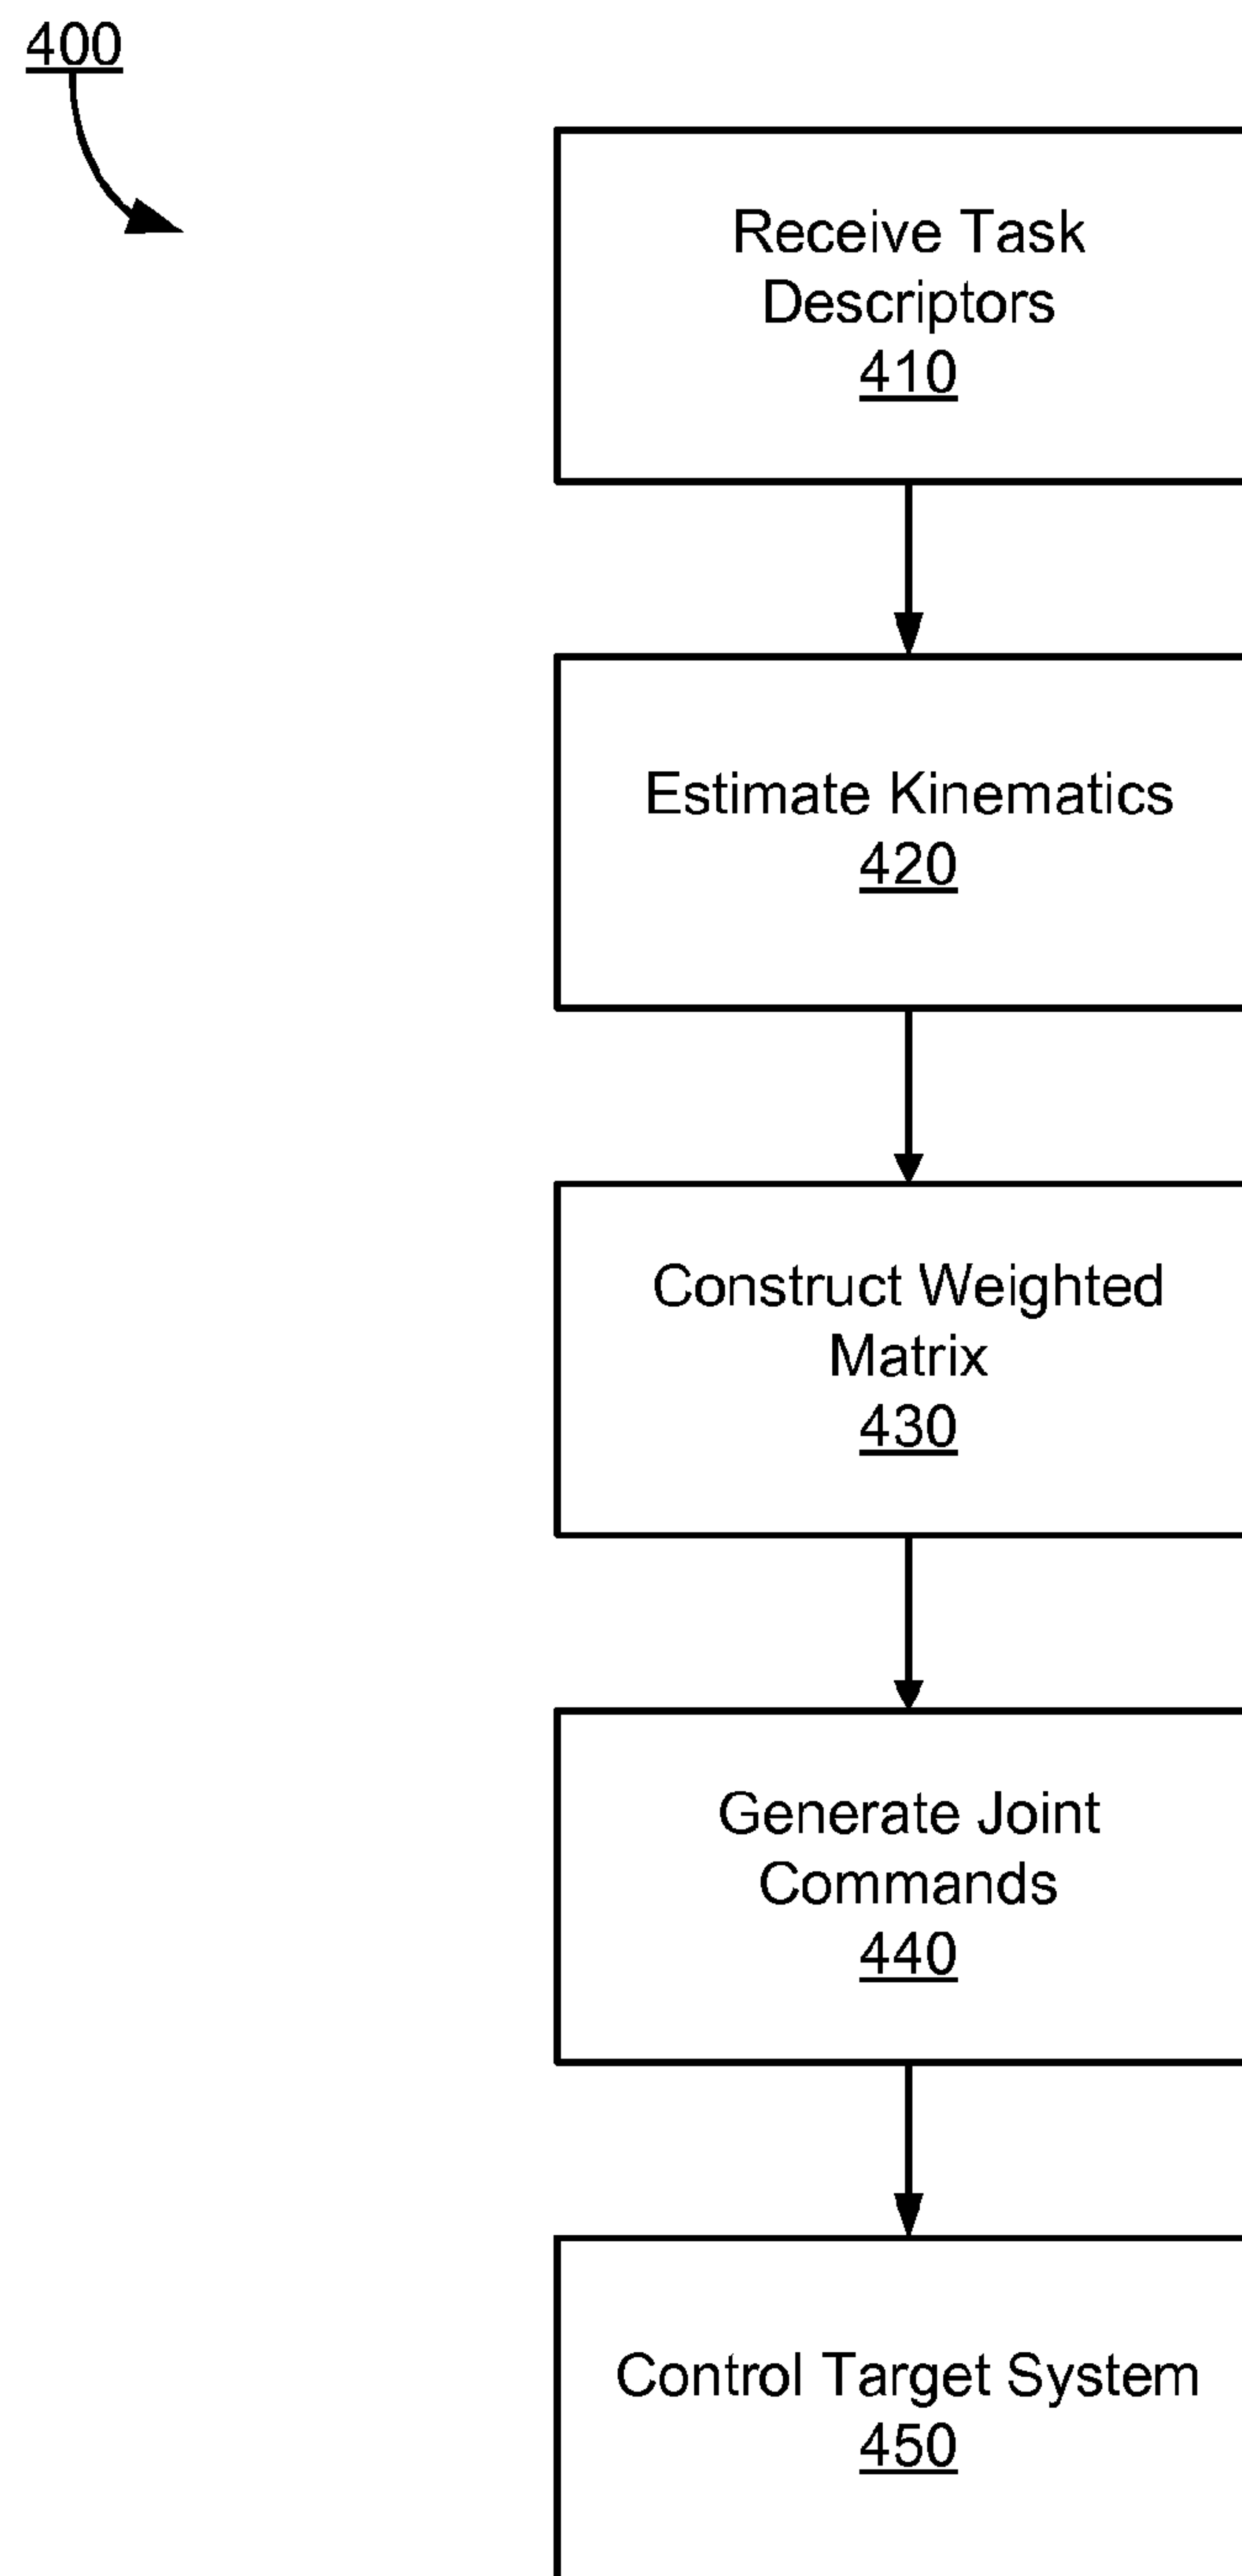 400
Receive Task
Descriptors
410
Estimate Kinematics
420
Construct Weighted
Matrix
430
Generate Joint
Commands
440
Control Target System
450